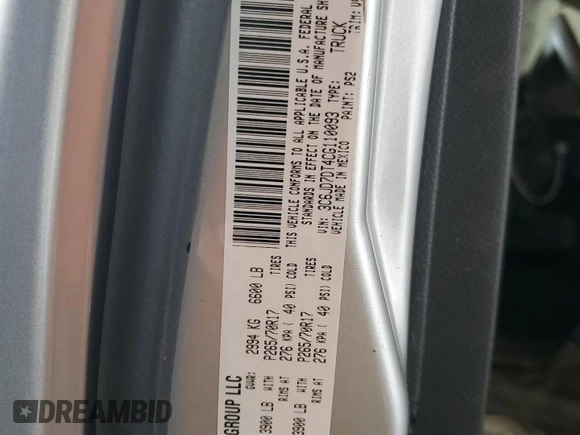 GROUP LLC
GVWR: 2994 KG 6600 LB
3900 LB WITH P265/70R17 TIRES
RIMS AT 276 KPA ( 40 PSI) COLD
3900 LB WITH P265/70R17 TIRES
RIMS AT 276 KPA ( 40 PSI) COLD
THIS VEHICLE CONFORMS TO ALL APPLICABLE U.S.A. FEDERAL
STANDARDS IN EFFECT ON THE DATE OF MANUFACTURE SH
VIN: 3C6JD7DT4CG110093 TYPE: TRUCK
VEHICLE MADE IN MEXICO PAINT: PS2 TRIM:
DREAMBID